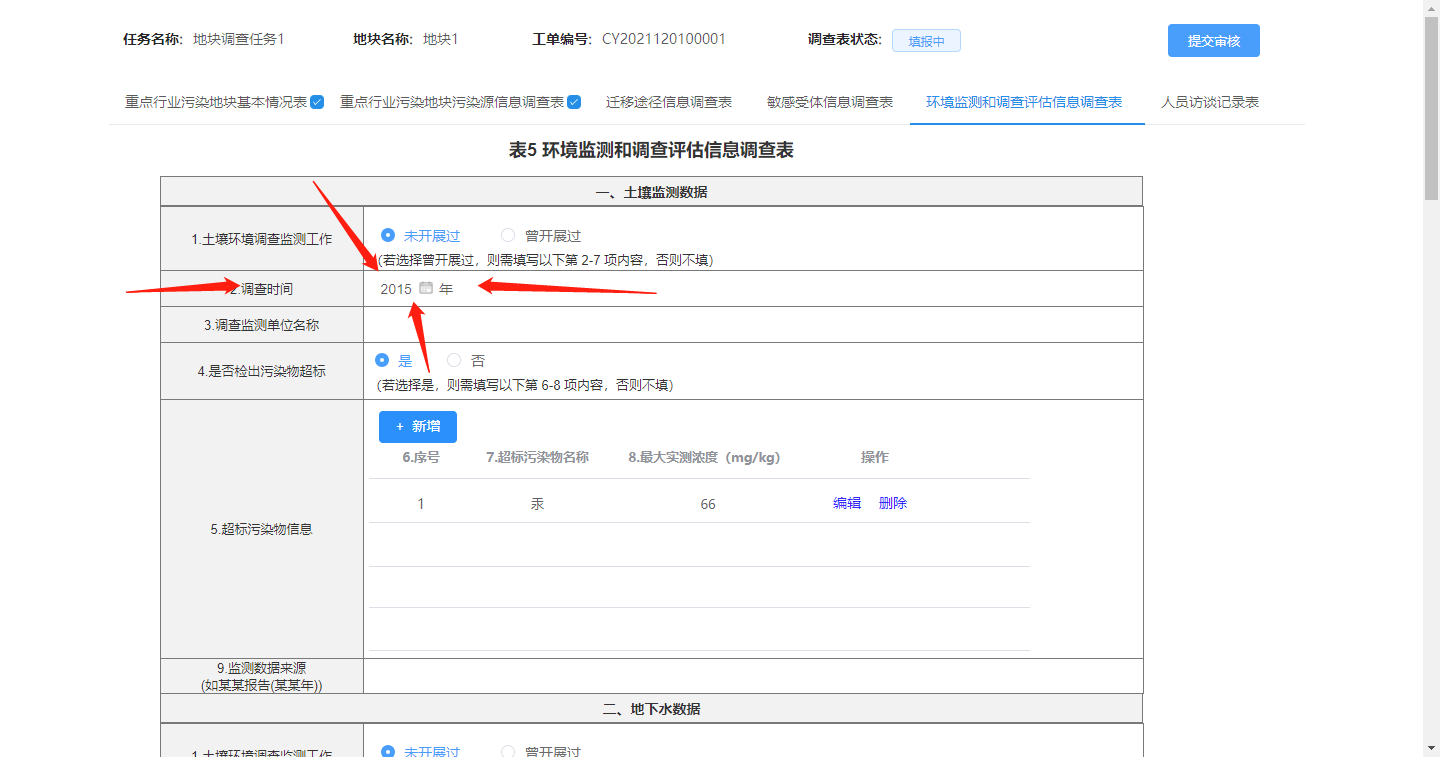 任务名称: 地块调查任务1 地块名称: 地块1 工单编号: CY2021120100001 调查表状态: 填报中 提交审核
重点行业污染地块基本情况表 重点行业污染地块污染源信息调查表 迁移途径信息调查表 敏感受体信息调查表 环境监测和调查评估信息调查表 人员访谈记录表
表5 环境监测和调查评估信息调查表
一、土壤监测数据
1.土壤环境调查监测工作 未开展过 曾开展过
(若选择曾开展过，则需填写以下第 2-7 项内容，否则不填)
2.调查时间 2015 年
3.调查监测单位名称
4.是否检出污染物超标 是 否
(若选择是，则需填写以下第 6-8 项内容，否则不填)
+ 新增
6.序号 7.超标污染物名称 8.最大实测浓度（mg/kg） 操作
1 汞 66 编辑 删除
5.超标污染物信息
9.监测数据来源
(如某某报告(某某年))
二、地下水数据
1.土壤环境调查监测工作 未开展过 曾开展过